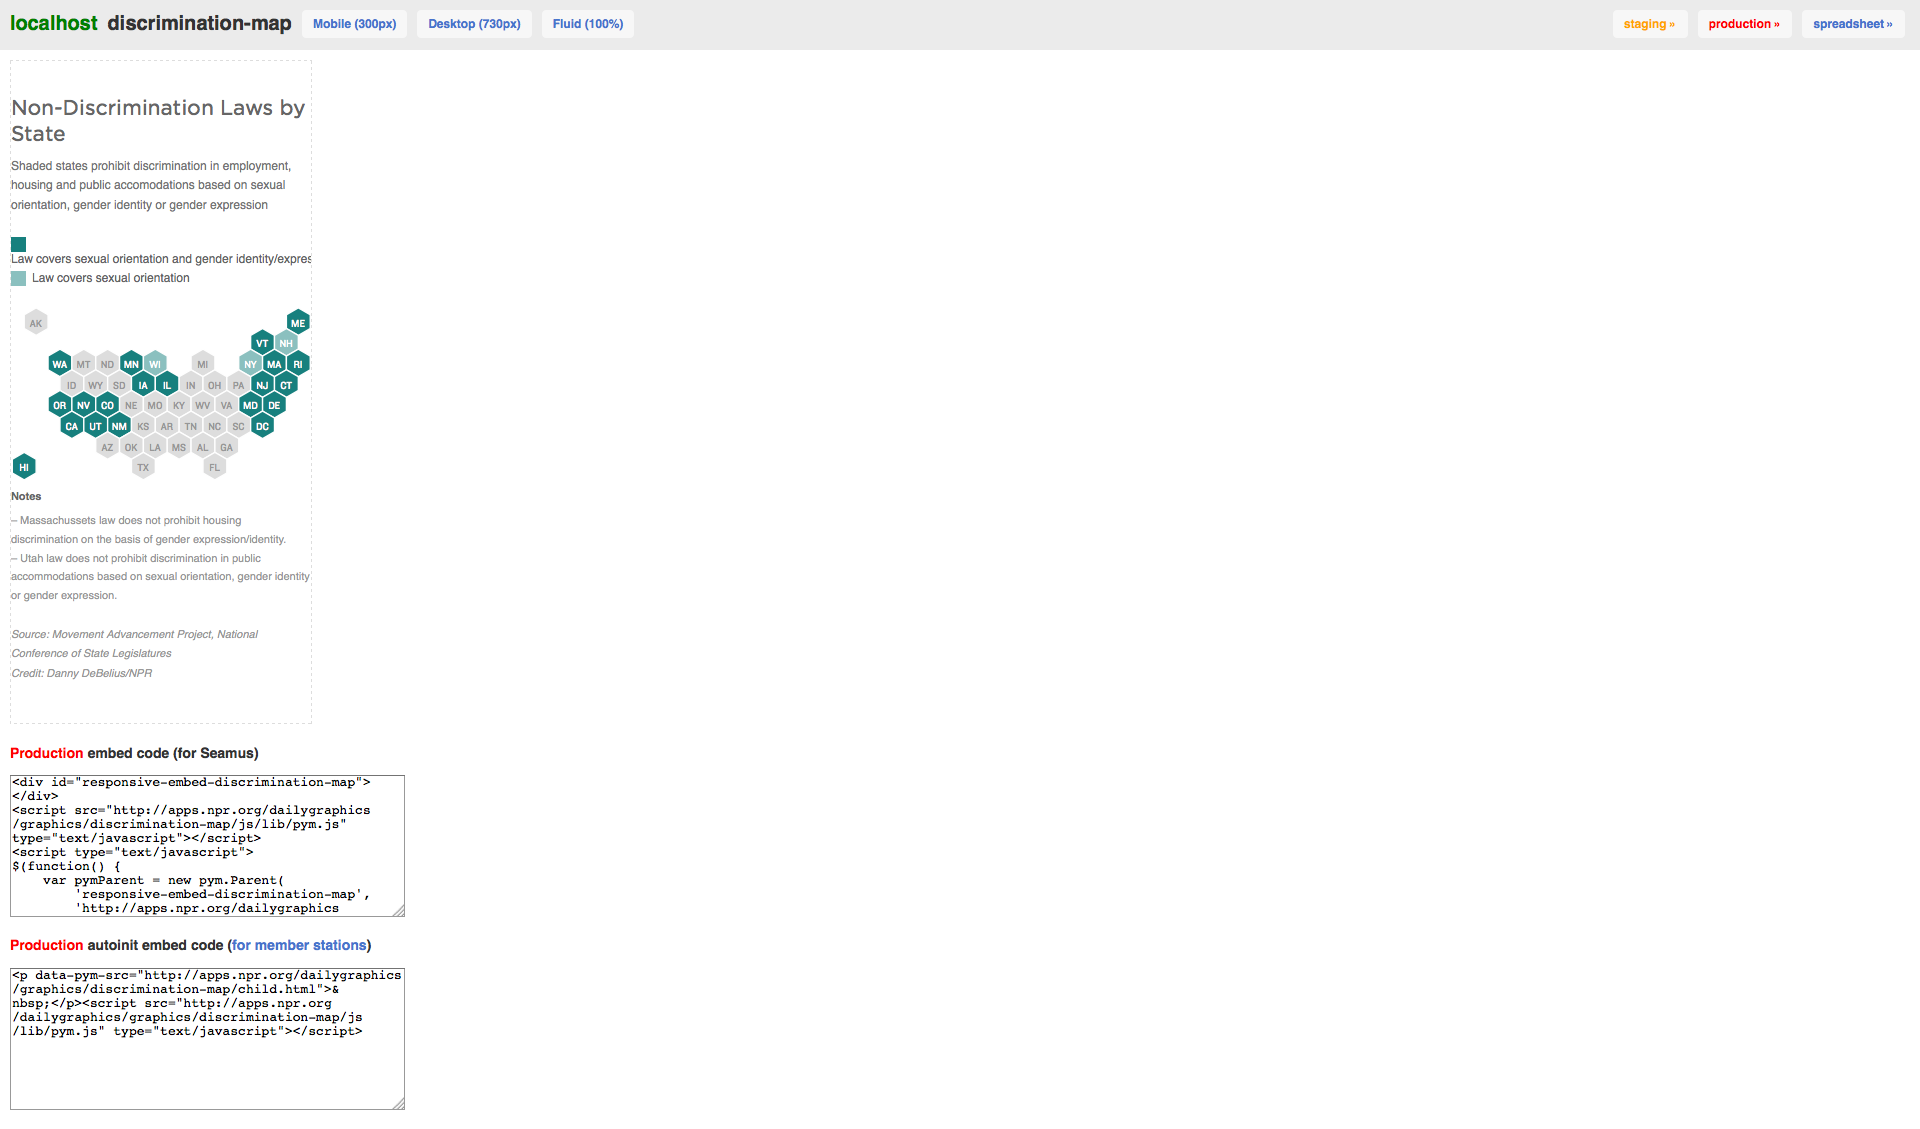 localhost discrimination-map Mobile (300px) Desktop (730px) Fluid (100%) staging » production » spreadsheet »
Non-Discrimination Laws by
State
Shaded states prohibit discrimination in employment,
housing and public accomodations based on sexual
orientation, gender identity or gender expression
Law covers sexual orientation and gender identity/expres
Law covers sexual orientation
AK ME
VT NH
WA MT ND MN WI MI NY MA RI
ID WY SD IA IL IN OH PA NJ CT
OR NV CO NE MO KY WV VA MD DE
CA UT NM KS AR TN NC SC DC
AZ OK LA MS AL GA
HI TX FL
Notes
– Massachussets law does not prohibit housing
discrimination on the basis of gender expression/identity.
– Utah law does not prohibit discrimination in public
accommodations based on sexual orientation, gender identity
or gender expression.
Source: Movement Advancement Project, National
Conference of State Legislatures
Credit: Danny DeBelius/NPR
Production embed code (for Seamus)
<div id="responsive-embed-discrimination-map">
</div>
<script src="http://apps.npr.org/dailygraphics
/graphics/discrimination-map/js/lib/pym.js"
type="text/javascript"></script>
<script type="text/javascript">
$(function() {
var pymParent = new pym.Parent(
'responsive-embed-discrimination-map',
'http://apps.npr.org/dailygraphics
Production autoinit embed code (for member stations)
<p data-pym-src="http://apps.npr.org/dailygraphics
/graphics/discrimination-map/child.html">&
nbsp;</p><script src="http://apps.npr.org
/dailygraphics/graphics/discrimination-map/js
/lib/pym.js" type="text/javascript"></script>